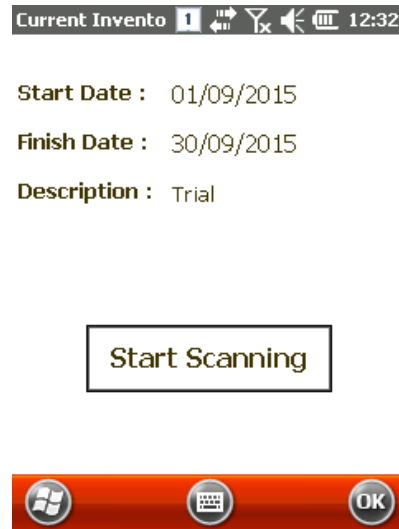 Current Invento 1 12:32
Start Date : 01/09/2015
Finish Date : 30/09/2015
Description : Trial
Start Scanning
OK